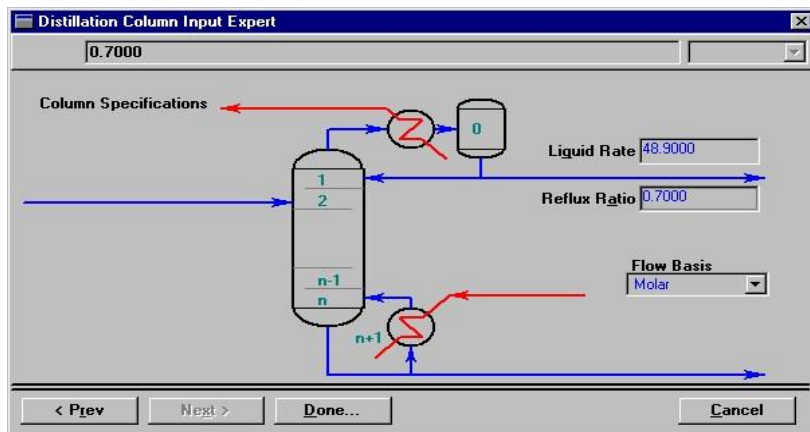 Distillation Column Input Expert
0.7000
Column Specifications
0
Liquid Rate 48.9000
1
2
Reflux Ratio 0.7000
Flow Basis
Molar
n-1
n
n+1
< Prev
Next >
Done...
Cancel